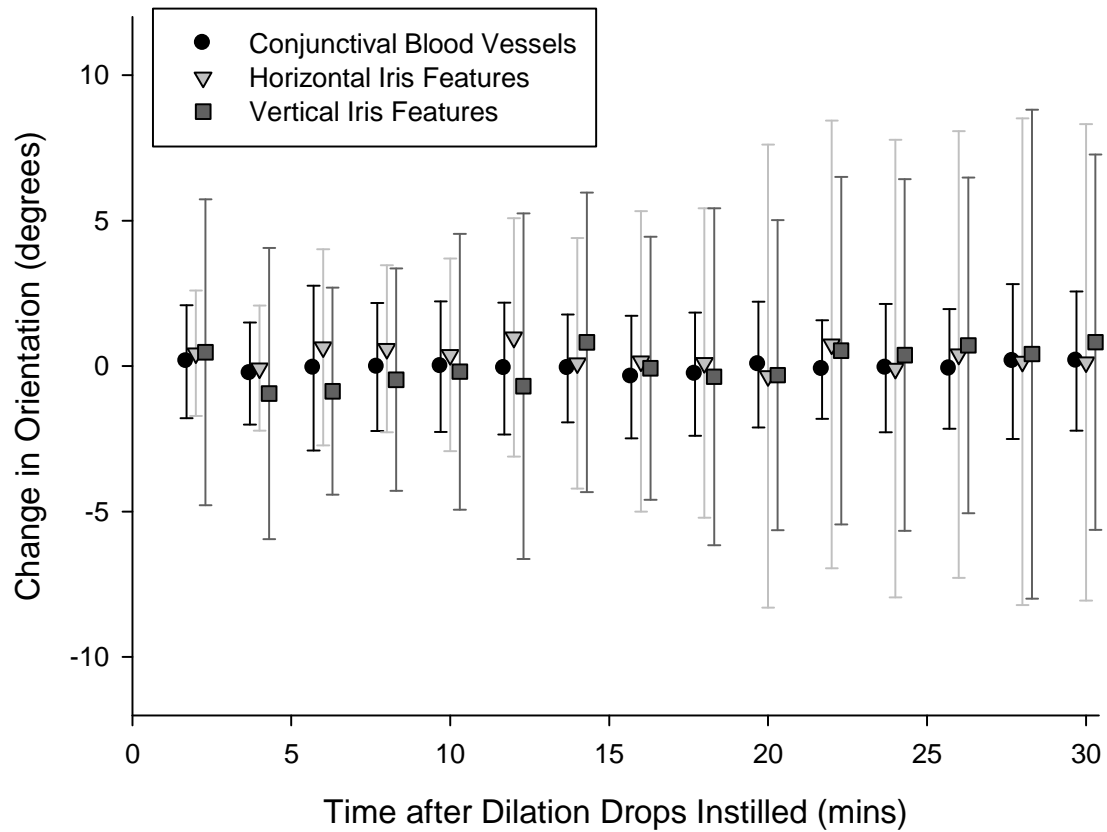 Conjunctival Blood Vessels
Horizontal Iris Features
Vertical Iris Features
10
5
0
-5
-10
Change in Orientation (degrees)
0 5 10 15 20 25 30
Time after Dilation Drops Instilled (mins)